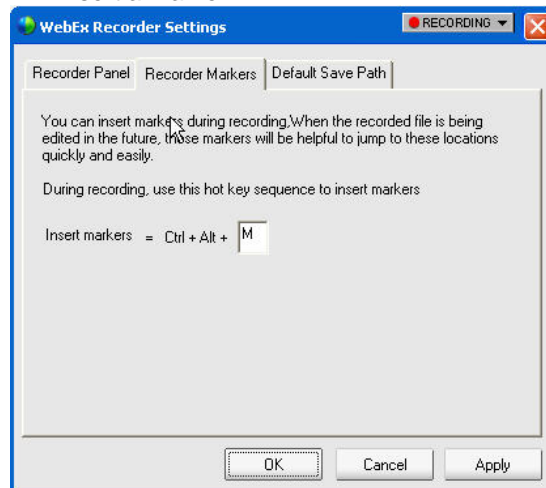 WebEx Recorder Settings
RECORDING
Recorder Panel
Recorder Markers
Default Save Path
You can insert markers during recording,When the recorded file is being
edited in the future, those markers will be helpful to jump to these locations
quickly and easily.
During recording, use this hot key sequence to insert markers
Insert markers = Ctrl + Alt + M
OK
Cancel
Apply